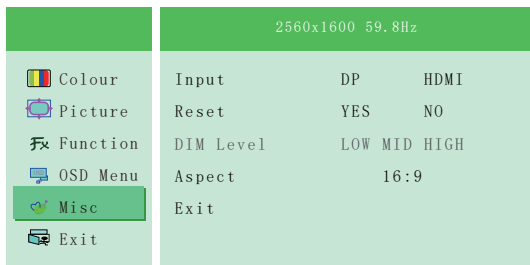 2560x1600 59.8Hz
Colour
Picture
Function
OSD Menu
Misc
Exit
Input DP HDMI
Reset YES NO
DIM Level LOW MID HIGH
Aspect 16:9
Exit